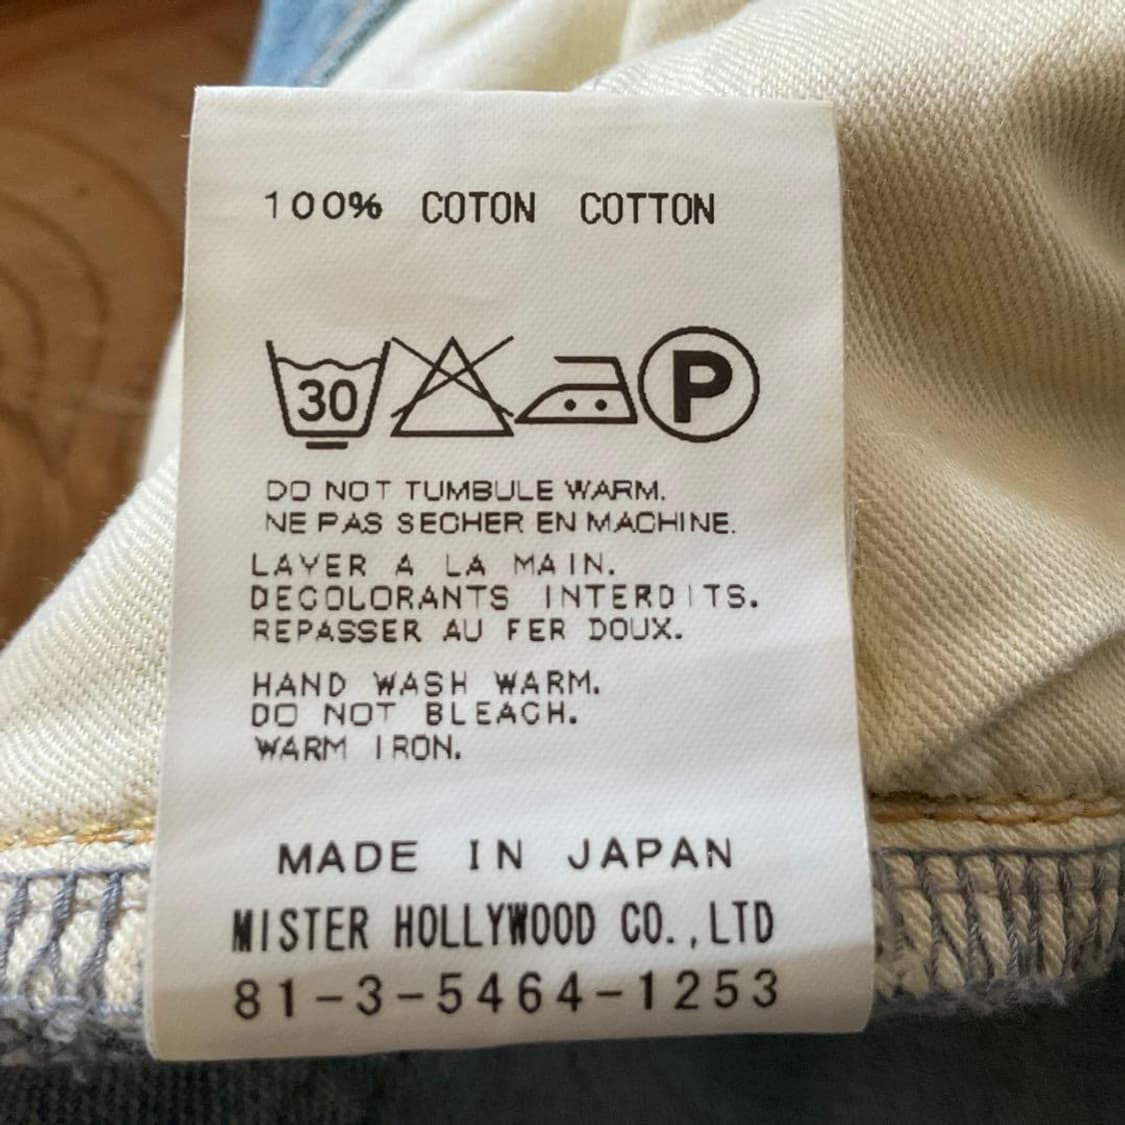 100% COTON COTTON
30 P
DO NOT TUMBULE WARM.
NE PAS SECHER EN MACHINE.
LAVER A LA MAIN.
DECOLORANTS INTERDITS.
REPASSER AU FER DOUX.
HAND WASH WARM.
DO NOT BLEACH.
WARM IRON.
MADE IN JAPAN
MISTER HOLLYWOOD CO.,LTD
81-3-5464-1253